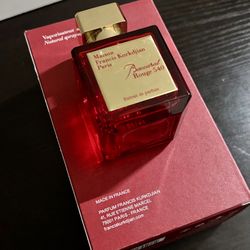 Vaporisateur
Natural spray
Maison
Francis Kurkdjian
Paris
Baccarat
Rouge 540
Extrait de parfum
MADE IN FRANCE
PARFUM FRANCIS KURKDJIAN
41, RUE ETIENNE MARCEL
75001 PARIS - FRANCE
franciskurkdjian.com